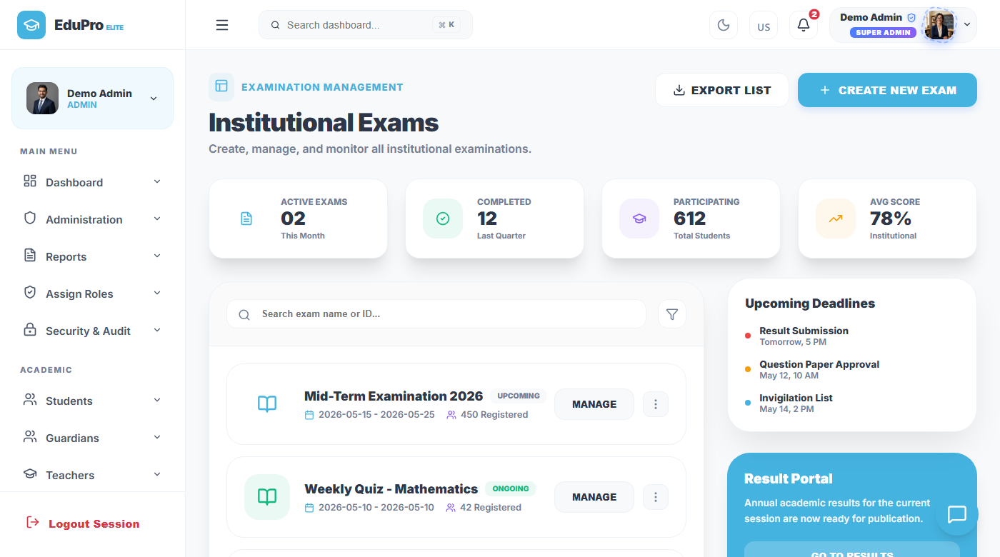 EduPro ELITE
Search dashboard...
⌘ K
US
2
Demo Admin
SUPER ADMIN
Demo Admin
ADMIN
MAIN MENU
Dashboard
Administration
Reports
Assign Roles
Security & Audit
ACADEMIC
Students
Guardians
Teachers
Logout Session
EXAMINATION MANAGEMENT
Institutional Exams
Create, manage, and monitor all institutional examinations.
EXPORT LIST
CREATE NEW EXAM
ACTIVE EXAMS
02
This Month
COMPLETED
12
Last Quarter
PARTICIPATING
612
Total Students
AVG SCORE
78%
Institutional
Search exam name or ID...
Mid-Term Examination 2026 UPCOMING
2026-05-15 - 2026-05-25 450 Registered
MANAGE
Weekly Quiz - Mathematics ONGOING
2026-05-10 - 2026-05-10 42 Registered
MANAGE
Upcoming Deadlines
Result Submission
Tomorrow, 5 PM
Question Paper Approval
May 12, 10 AM
Invigilation List
May 14, 2 PM
Result Portal
Annual academic results for the current
session are now ready for publication.
GO TO RESULTS